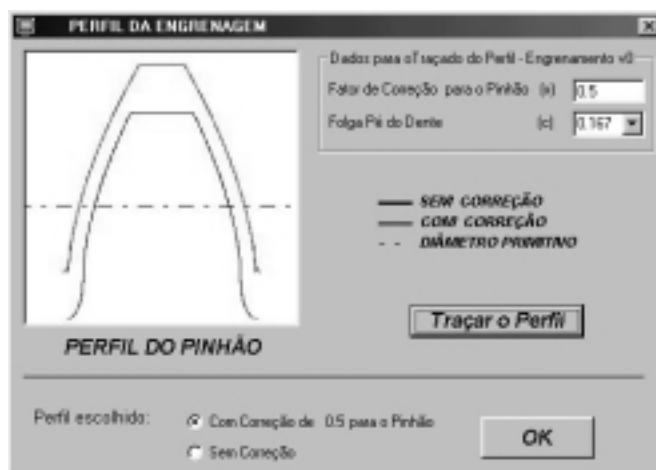 PERFIL DA ENGRENAGEM
Dados para oTraçado do Perfil - Engrenamento v0
Fator de Correção para o Pinhão (x) 0.5
Folga Pé do Dente (c) 0.167
SEM CORREÇÃO
COM CORREÇÃO
DIÂMETRO PRIMITIVO
Traçar o Perfil
PERFIL DO PINHÃO
Perfil escolhido:
Com Correção de 0.5 para o Pinhão
Sem Correção
OK